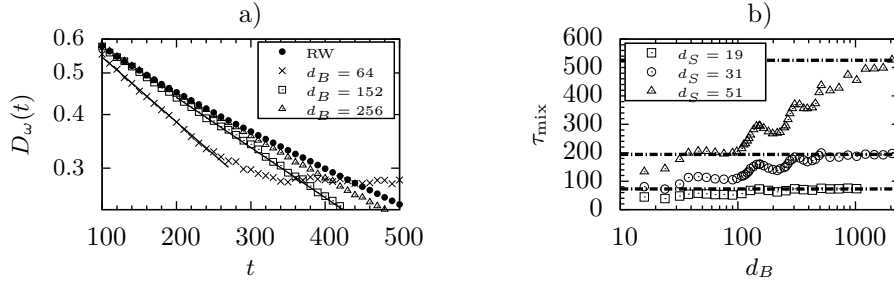 a)
0.6
0.5
0.4
0.3
D_ω(t)
100 200 300 400 500
t
RW
d_B = 64
d_B = 152
d_B = 256
b)
600
500
400
300
200
100
0
τ_mix
10 100 1000
d_B
d_S = 19
d_S = 31
d_S = 51